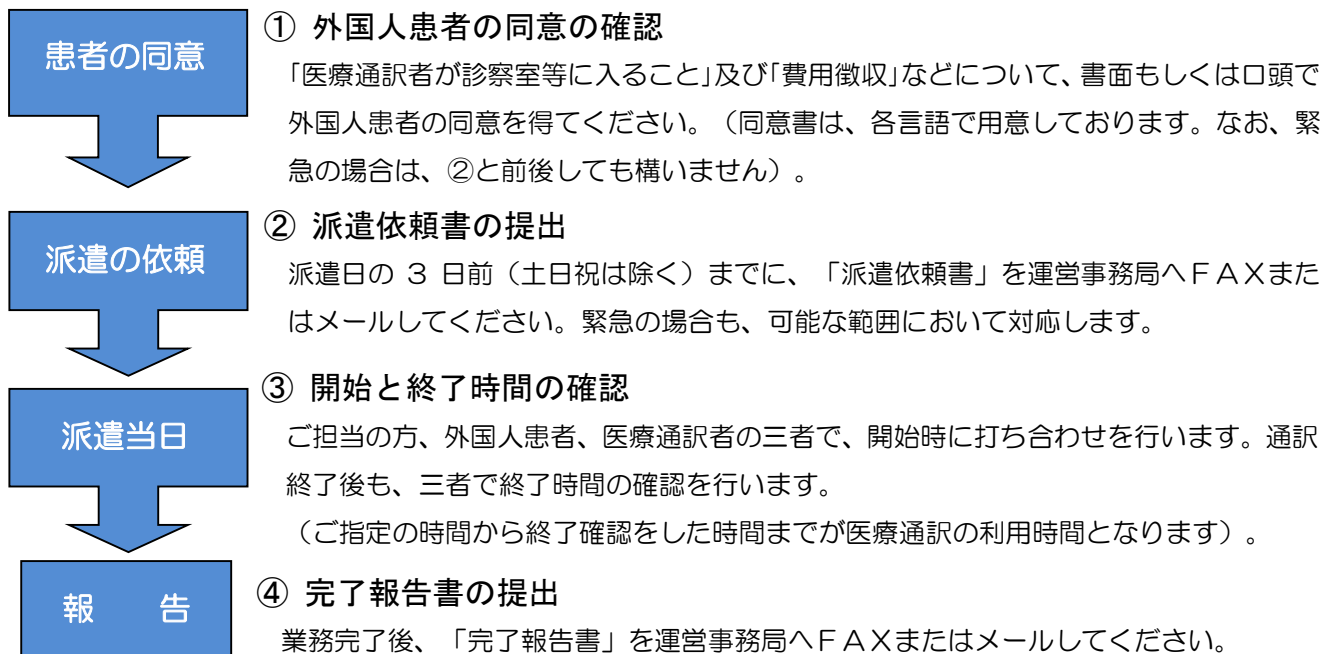 患者の同意
① 外国人患者の同意の確認
「医療通訳者が診察室等に入ること」及び「費用徴収」などについて、書面もしくは口頭で
外国人患者の同意を得てください。（同意書は、各言語で用意しております。なお、緊
急の場合は、②と前後しても構いません）。
派遣の依頼
② 派遣依頼書の提出
派遣日の 3 日前（土日祝は除く）までに、「派遣依頼書」を運営事務局へＦＡＸまた
はメールしてください。緊急の場合も、可能な範囲において対応します。
派遣当日
③ 開始と終了時間の確認
ご担当の方、外国人患者、医療通訳者の三者で、開始時に打ち合わせを行います。通訳
終了後も、三者で終了時間の確認を行います。
（ご指定の時間から終了確認をした時間までが医療通訳の利用時間となります）。
報　　告
④ 完了報告書の提出
業務完了後、「完了報告書」を運営事務局へＦＡＸまたはメールしてください。